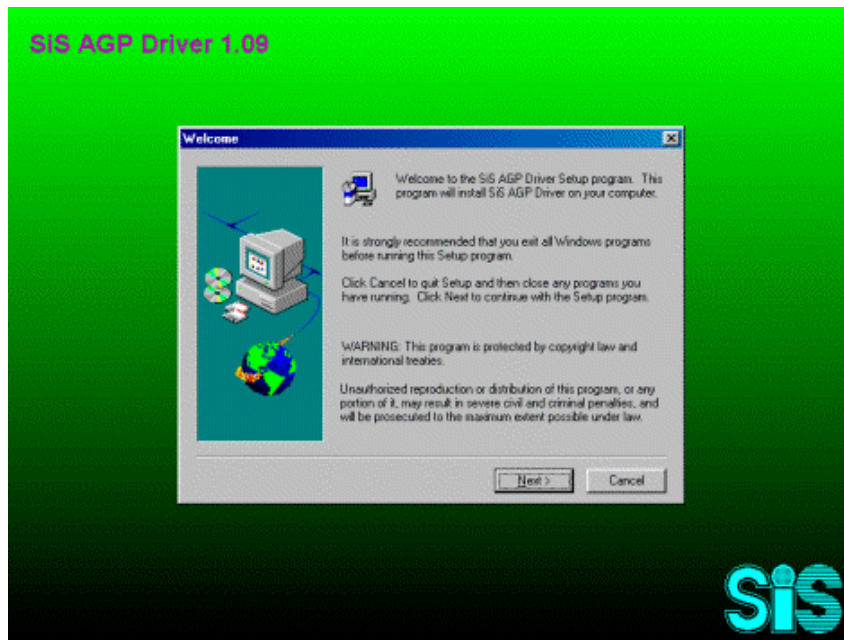 SiS AGP Driver 1.09
Welcome
Welcome to the SiS AGP Driver Setup program. This
program will install SiS AGP Driver on your computer.
It is strongly recommended that you exit all Windows programs
before running this Setup program.
Click Cancel to quit Setup and then close any programs you
have running. Click Next to continue with the Setup program.
WARNING: This program is protected by copyright law and
international treaties.
Unauthorized reproduction or distribution of this program, or any
portion of it, may result in severe civil and criminal penalties, and
will be prosecuted to the maximum extent possible under law.
Next >
Cancel
SiS